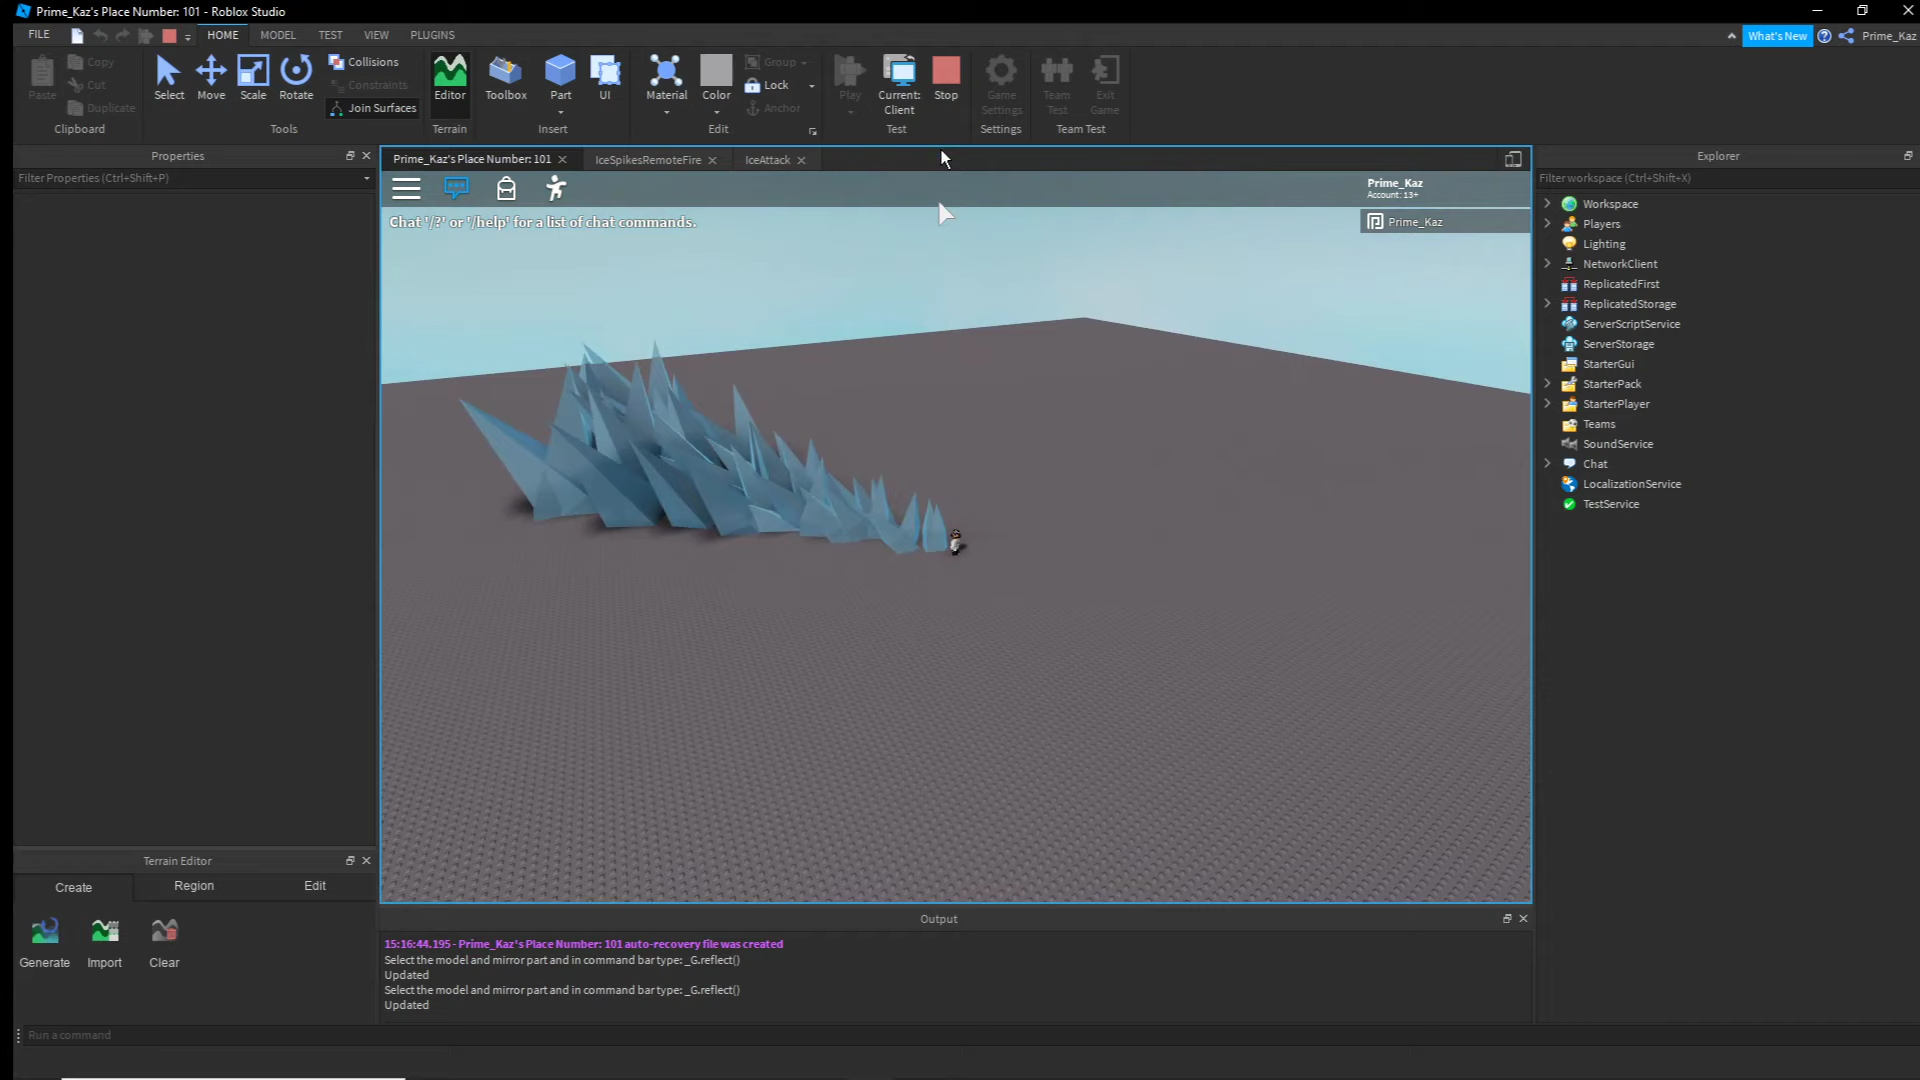 Prime_Kaz's Place Number: 101 - Roblox Studio
FILE
HOME
MODEL
TEST
VIEW
PLUGINS
What's New
Prime_Kaz
Paste
Copy
Cut
Duplicate
Clipboard
Select
Move
Scale
Rotate
Collisions
Constraints
Join Surfaces
Tools
Editor
Terrain
Toolbox
Part
UI
Insert
Material
Color
Group
Lock
Anchor
Edit
Play
Current:
Client
Stop
Test
Game
Settings
Settings
Team
Test
Exit
Game
Team Test
Properties
Filter Properties (Ctrl+Shift+P)
Prime_Kaz's Place Number: 101
IceSpikesRemoteFire
IceAttack
Prime_Kaz
Account: 13+
Prime_Kaz
Chat '/?' or '/help' for a list of chat commands.
Explorer
Filter workspace (Ctrl+Shift+X)
Workspace
Players
Lighting
NetworkClient
ReplicatedFirst
ReplicatedStorage
ServerScriptService
ServerStorage
StarterGui
StarterPack
StarterPlayer
Teams
SoundService
Chat
LocalizationService
TestService
Terrain Editor
Create
Region
Edit
Generate
Import
Clear
Output
15:16:44.195 - Prime_Kaz's Place Number: 101 auto-recovery file was created
Select the model and mirror part and in command bar type: _G.reflect()
Updated
Select the model and mirror part and in command bar type: _G.reflect()
Updated
Run a command